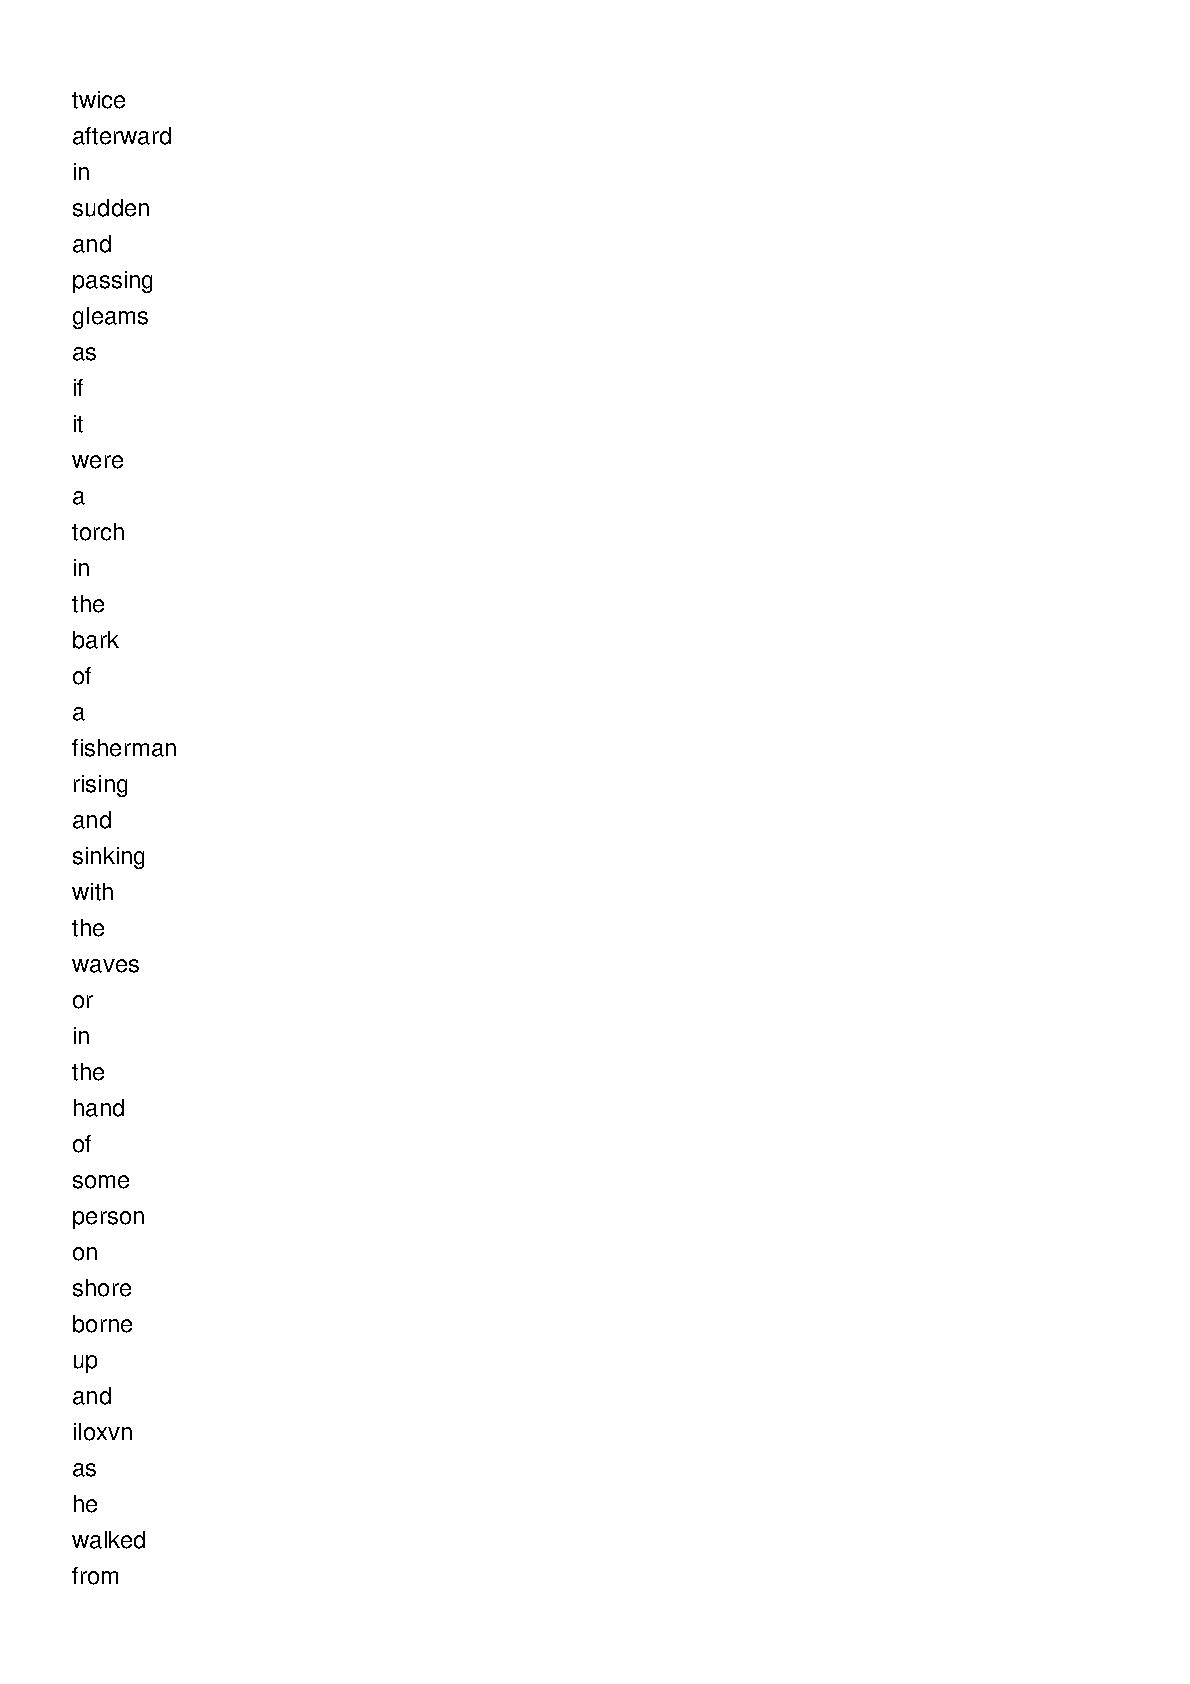 twice
afterward
in
sudden
and
passing
gleams
as
if
it
were
a
torch
in
the
bark
of
a
fisherman
rising
and
sinking
with
the
waves
or
in
the
hand
of
some
person
on
shore
borne
up
and
iloxvn
as
he
walked
from